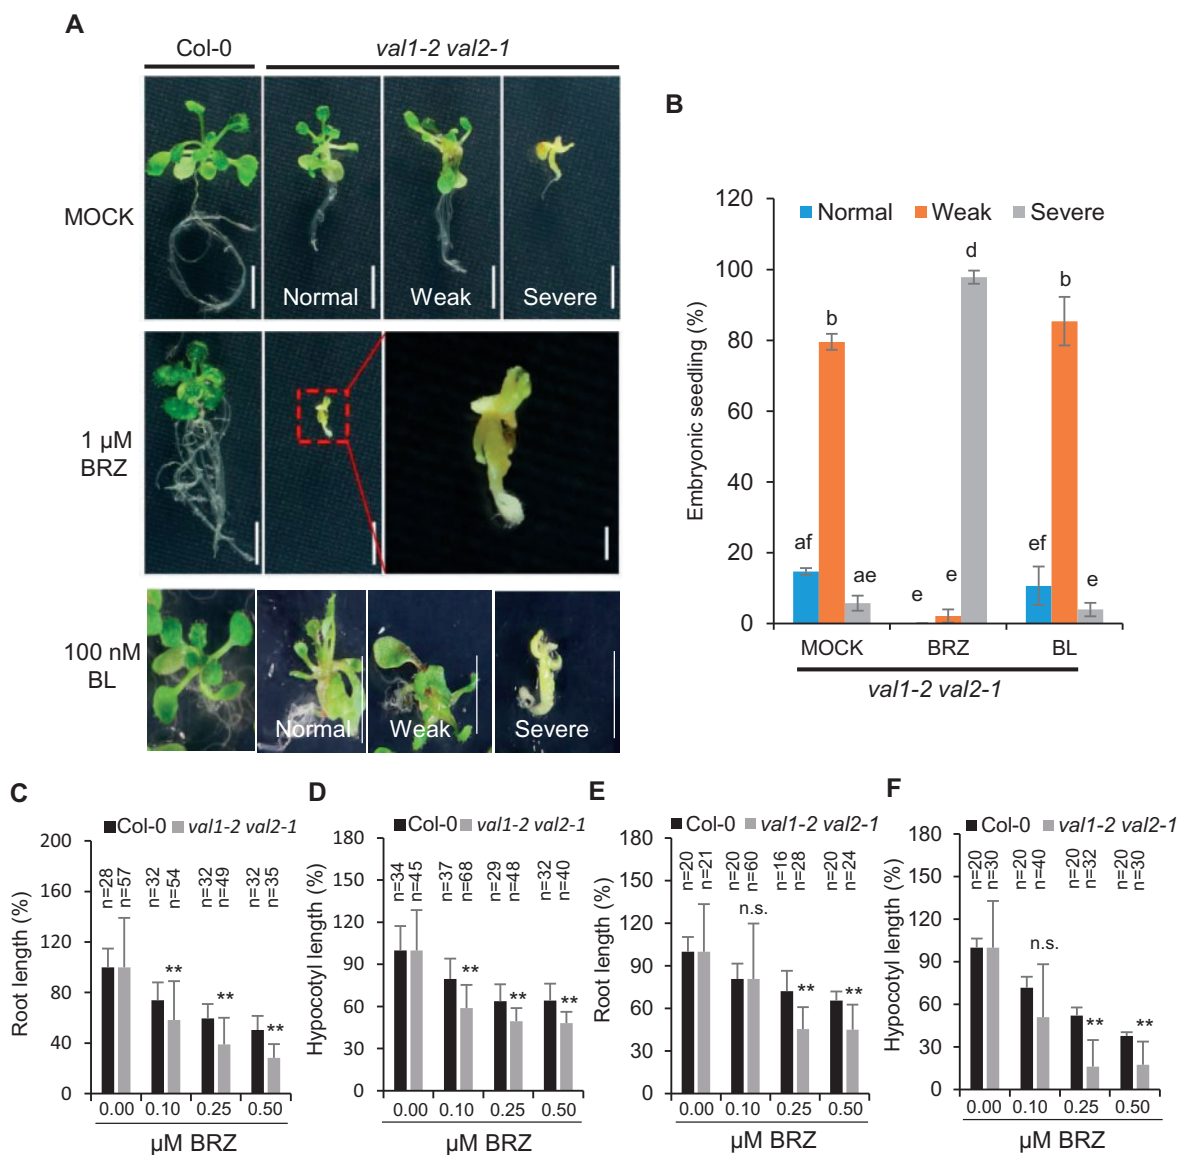 A
Col-0
val1-2 val2-1
MOCK
Normal
Weak
Severe
1 µM
BRZ
100 nM
BL
Normal
Weak
Severe
B
Normal Weak Severe
Embryonic seedling (%)
120
100
80
60
40
20
0
af
b
ae
e
e
d
ef
b
e
MOCK BRZ BL
val1-2 val2-1
C
Col-0 val1-2 val2-1
Root length (%)
200
160
120
80
40
0
n=28
n=57
n=32
n=54
n=32
n=49
n=32
n=35
**
**
**
0.00 0.10 0.25 0.50
µM BRZ
D
Col-0 val1-2 val2-1
Hypocotyl length (%)
180
150
120
90
60
30
0
n=34
n=45
n=37
n=68
n=29
n=48
n=32
n=40
**
**
**
0.00 0.10 0.25 0.50
µM BRZ
E
Col-0 val1-2 val2-1
Root length (%)
180
150
120
90
60
30
0
n=20
n=21
n=20
n=60
n=16
n=28
n=20
n=24
n.s.
**
**
0.00 0.10 0.25 0.50
µM BRZ
F
Col-0 val1-2 val2-1
Hypocotyl length (%)
180
150
120
90
60
30
0
n=20
n=30
n=20
n=40
n=20
n=32
n=20
n=30
n.s.
**
**
0.00 0.10 0.25 0.50
µM BRZ